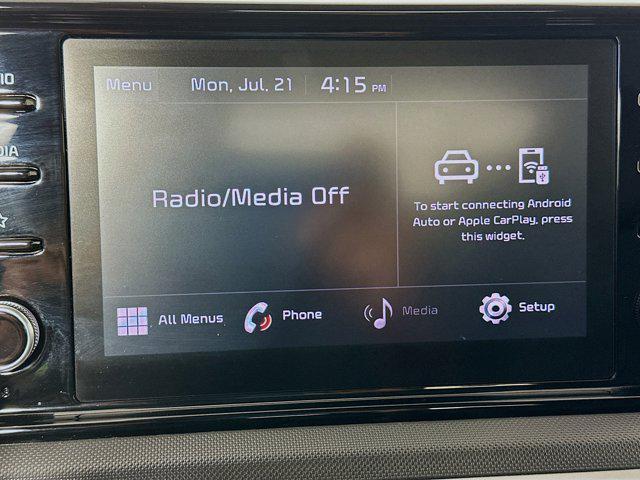 Menu Mon, Jul. 21 4:15 PM
Radio/Media Off
To start connecting Android
Auto or Apple CarPlay, press
this widget.
All Menus Phone Media Setup